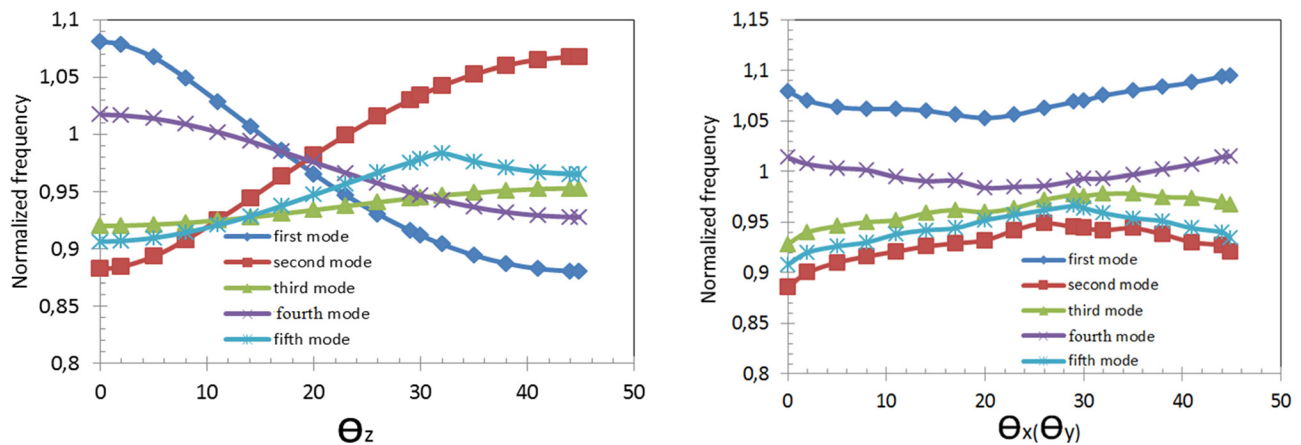 Normalized frequency
1,1
1,05
1
0,95
0,9
0,85
0,8
0 10 20 30 40 50
first mode
second mode
third mode
fourth mode
fifth mode
Ɵz
Normalized frequency
1,15
1,1
1,05
1
0,95
0,9
0,85
0,8
0 10 20 30 40 50
first mode
second mode
third mode
fourth mode
fifth mode
Ɵx(Ɵy)